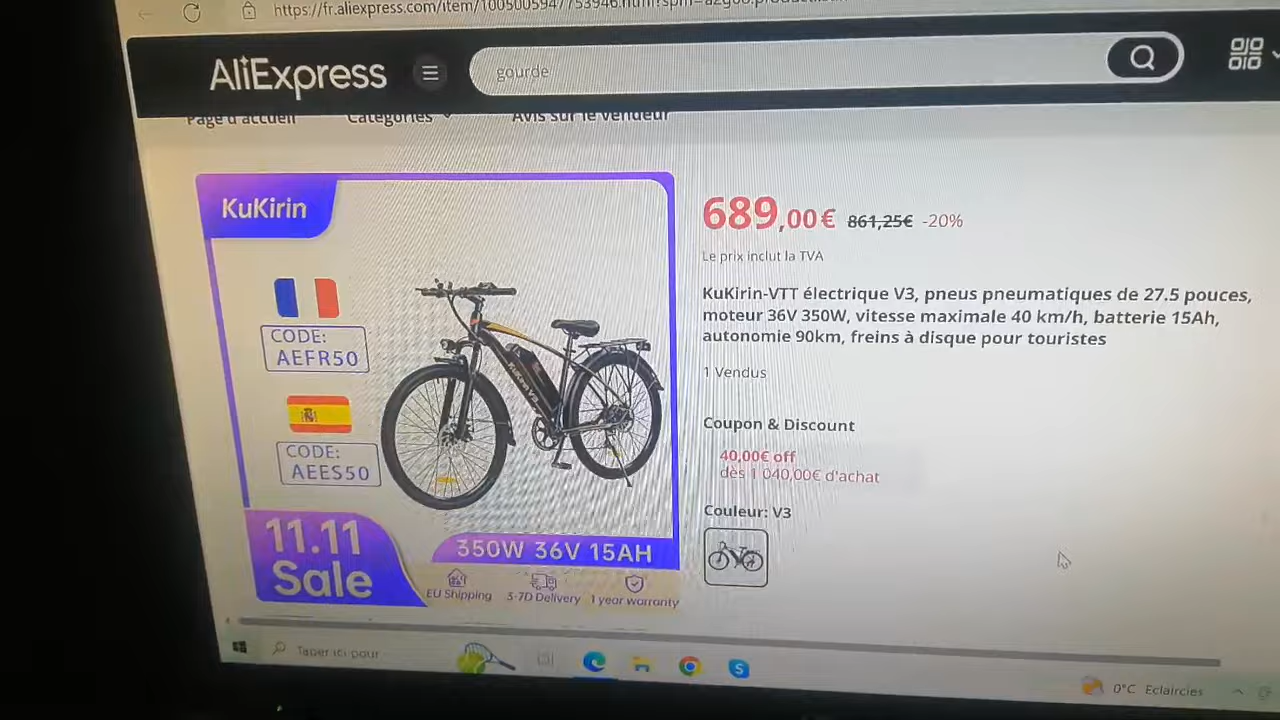 AliExpress
gourde
Page d'accueil
Catégories
Avis sur le vendeur
KuKirin
CODE:
AEFR50
CODE:
AEES50
11.11
Sale
350W 36V 15AH
EU Shipping
3-7D Delivery
1 year warranty
689,00€ 861,25€ -20%
Le prix inclut la TVA
KuKirin-VTT électrique V3, pneus pneumatiques de 27.5 pouces,
moteur 36V 350W, vitesse maximale 40 km/h, batterie 15Ah,
autonomie 90km, freins à disque pour touristes
1 Vendus
Coupon & Discount
40,00€ off
dès 1 040,00€ d'achat
Couleur: V3
Taper ici pour
0°C Eclaircies